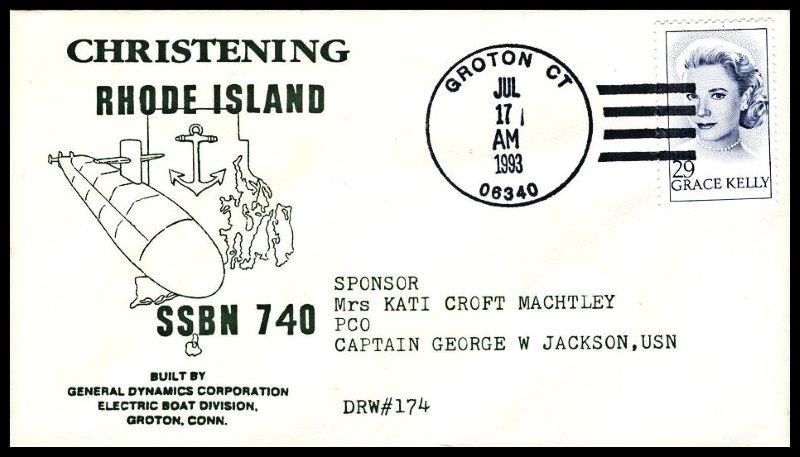 CHRISTENING
RHODE ISLAND
SSBN 740
BUILT BY
GENERAL DYNAMICS CORPORATION
ELECTRIC BOAT DIVISION,
GROTON, CONN.
GROTON CT
JUL
17
AM
1993
06340
29
GRACE KELLY
SPONSOR
Mrs KATI CROFT MACHTLEY
PCO
CAPTAIN GEORGE W JACKSON,USN
DRW#174